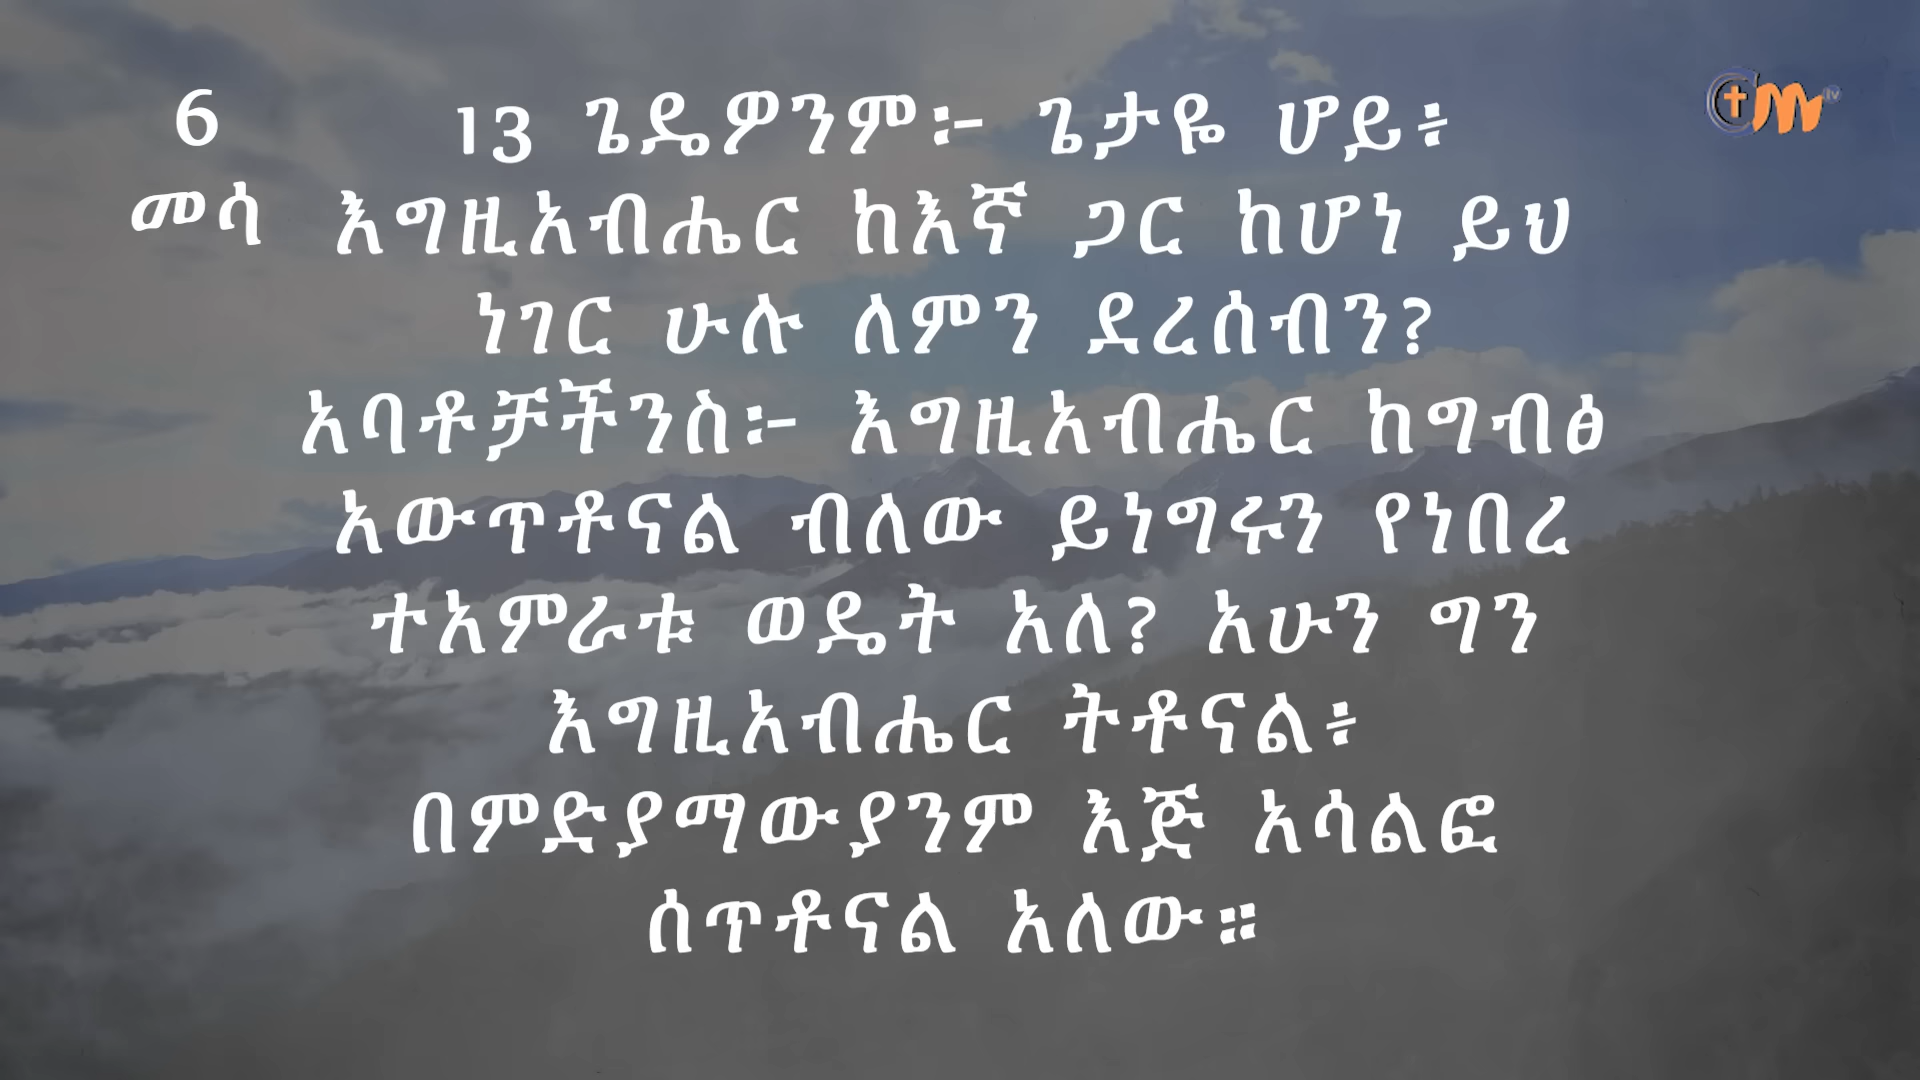 6
መሳ
13 ጌዴዎንም፦ ጌታዬ ሆይ፥
እግዚአብሔር ከእኛ ጋር ከሆነ ይህ
ነገር ሁሉ ለምን ደረሰብን?
አባቶቻችንስ፦ እግዚአብሔር ከግብፅ
አውጥቶናል ብለው ይነግሩን የነበረ
ተአምራቱ ወዴት አለ? አሁን ግን
እግዚአብሔር ትቶናል፥
በምድያማውያንም እጅ አሳልፎ
ሰጥቶናል አለው።
tv